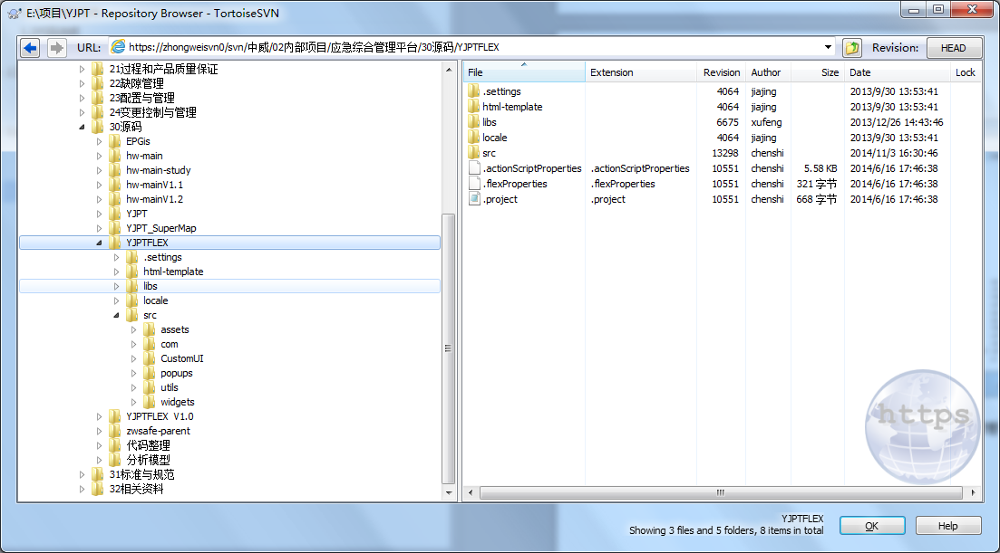 E:\项目\YJPT - Repository Browser - TortoiseSVN
URL: https://zhongweisvn0/svn/中威/02内部项目/应急综合管理平台/30源码/YJPTFLEX Revision: HEAD
21过程和产品质量保证
22缺隙管理
23配置与管理
24变更控制与管理
30源码
EPGis
hw-main
hw-main-study
hw-mainV1.1
hw-mainV1.2
YJPT
YJPT_SuperMap
YJPTFLEX
.settings
html-template
libs
locale
src
assets
com
CustomUI
popups
utils
widgets
YJPTFLEX V1.0
zwsafe-parent
代码整理
分析模型
31标准与规范
32相关资料
File Extension Revision Author Size Date Lock
.settings 4064 jiajing 2013/9/30 13:53:41
html-template 4064 jiajing 2013/9/30 13:53:41
libs 6675 xufeng 2013/12/26 14:43:46
locale 4064 jiajing 2013/9/30 13:53:41
src 13298 chenshi 2014/11/3 16:30:46
.actionScriptProperties .actionScriptProperties 10551 chenshi 5.58 KB 2014/6/16 17:46:38
.flexProperties .flexProperties 10551 chenshi 321 字节 2014/6/16 17:46:38
.project .project 10551 chenshi 668 字节 2014/6/16 17:46:38
https
YJPTFLEX
Showing 3 files and 5 folders, 8 items in total
OK Help